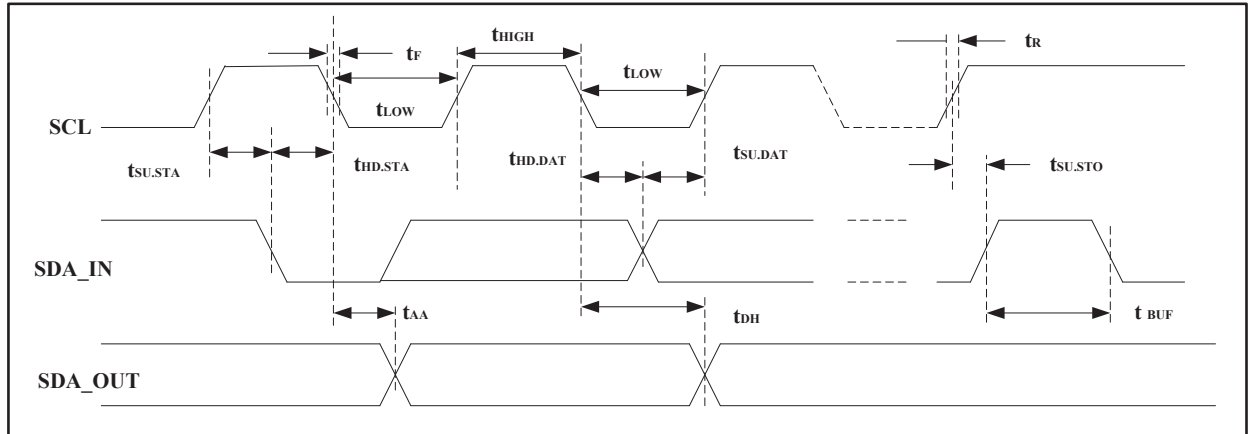 tHIGH
tF
tR
tLOW
tLOW
SCL
tSU.STA
tHD.STA
tHD.DAT
tSU.DAT
tSU.STO
SDA_IN
tAA
tDH
t BUF
SDA_OUT